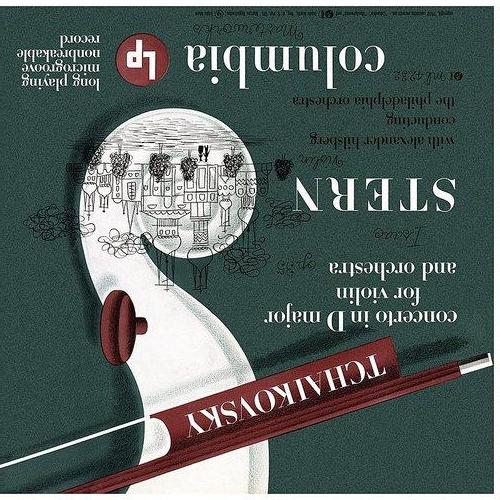 TCHAIKOVSKY
concerto in D major
for violin
and orchestra
op. 35
Isaac
STERN
violin
with alexander hilsberg
conducting
the philadelphia orchestra
ml 4232
columbia
Masterworks
Lp
long playing
microgroove
nonbreakable
record